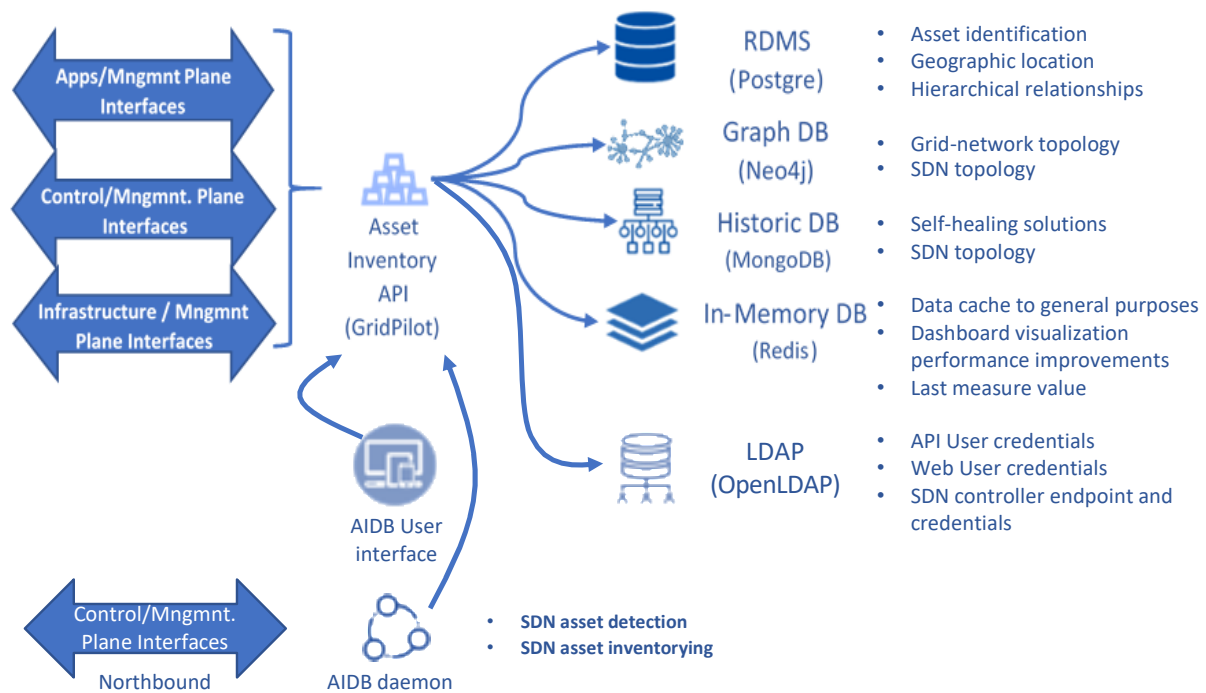 Apps/Mngmnt Plane
Interfaces
Control/Mngmnt. Plane
Interfaces
Infrastructure / Mngmnt
Plane Interfaces
Asset
Inventory
API
(GridPilot)
RDMS
(Postgre)
• Asset identification
• Geographic location
• Hierarchical relationships
Graph DB
(Neo4j)
• Grid-network topology
• SDN topology
Historic DB
(MongoDB)
• Self-healing solutions
• SDN topology
In-Memory DB
(Redis)
• Data cache to general purposes
• Dashboard visualization
performance improvements
• Last measure value
LDAP
(OpenLDAP)
• API User credentials
• Web User credentials
• SDN controller endpoint and
credentials
AIDB User
interface
Control/Mngmnt.
Plane Interfaces
Northbound
AIDB daemon
• SDN asset detection
• SDN asset inventorying